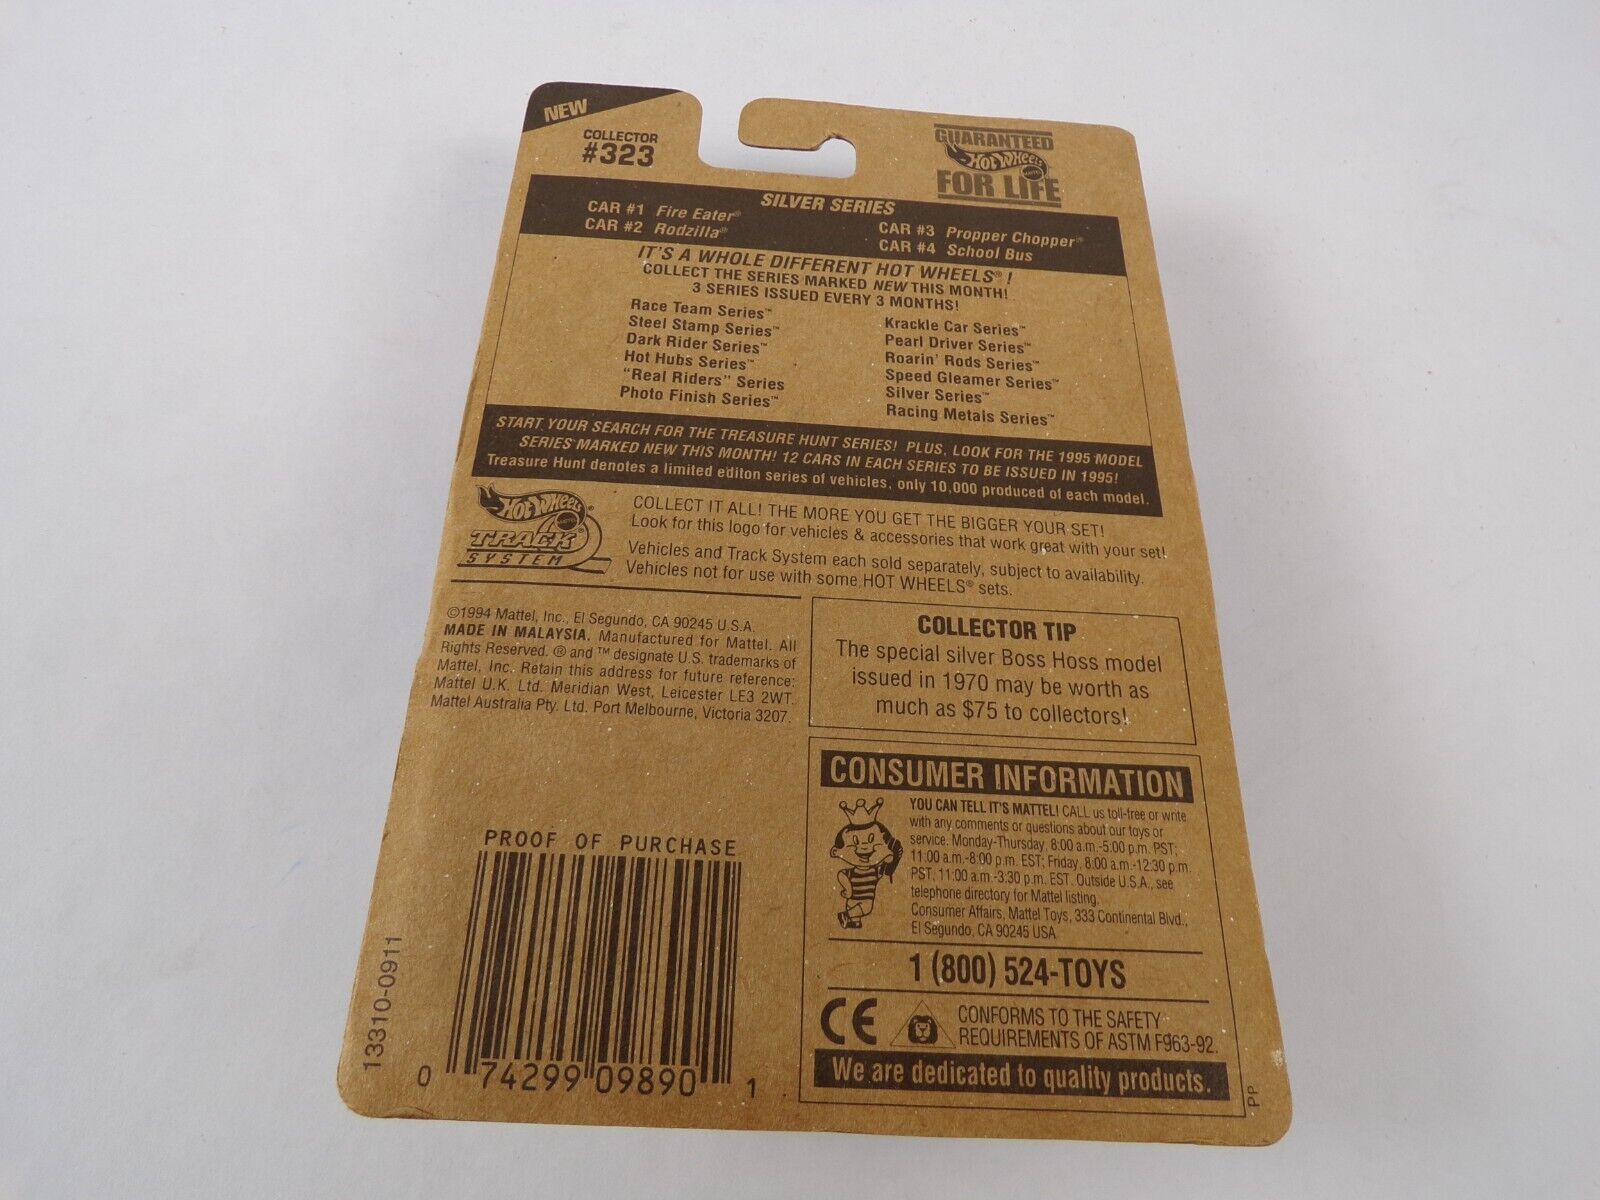 NEW
COLLECTOR
#323
GUARANTEED
HOT WHEELS
MATTEL
FOR LIFE
SILVER SERIES
CAR #1 Fire Eater®
CAR #2 Rodzilla®
CAR #3 Propper Chopper®
CAR #4 School Bus
IT'S A WHOLE DIFFERENT HOT WHEELS® !
COLLECT THE SERIES MARKED NEW THIS MONTH!
3 SERIES ISSUED EVERY 3 MONTHS!
Race Team Series™
Steel Stamp Series™
Dark Rider Series™
Hot Hubs Series™
"Real Riders" Series
Photo Finish Series™
Krackle Car Series™
Pearl Driver Series™
Roarin' Rods Series™
Speed Gleamer Series™
Silver Series™
Racing Metals Series™
START YOUR SEARCH FOR THE TREASURE HUNT SERIES! PLUS, LOOK FOR THE 1995 MODEL
SERIES MARKED NEW THIS MONTH! 12 CARS IN EACH SERIES TO BE ISSUED IN 1995!
Treasure Hunt denotes a limited editon series of vehicles, only 10,000 produced of each model.
HOT WHEELS®
MATTEL
TRACK®
SYSTEM
COLLECT IT ALL! THE MORE YOU GET THE BIGGER YOUR SET!
Look for this logo for vehicles & accessories that work great with your set!
Vehicles and Track System each sold separately, subject to availability.
Vehicles not for use with some HOT WHEELS® sets.
©1994 Mattel, Inc., El Segundo, CA 90245 U.S.A.
MADE IN MALAYSIA. Manufactured for Mattel. All
Rights Reserved. ® and ™ designate U.S. trademarks of
Mattel, Inc. Retain this address for future reference:
Mattel U.K. Ltd. Meridian West, Leicester LE3 2WT.
Mattel Australia Pty. Ltd. Port Melbourne, Victoria 3207.
COLLECTOR TIP
The special silver Boss Hoss model
issued in 1970 may be worth as
much as $75 to collectors!
CONSUMER INFORMATION
YOU CAN TELL IT'S MATTEL! CALL us toll-free or write
with any comments or questions about our toys or
service. Monday-Thursday, 8:00 a.m.-5:00 p.m. PST;
11:00 a.m.-8:00 p.m. EST; Friday, 8:00 a.m.-12:30 p.m.
PST, 11:00 a.m.-3:30 p.m. EST. Outside U.S.A., see
telephone directory for Mattel listing.
Consumer Affairs, Mattel Toys, 333 Continental Blvd.,
El Segundo, CA 90245 USA
1 (800) 524-TOYS
CE
CONFORMS TO THE SAFETY
REQUIREMENTS OF ASTM F963-92.
We are dedicated to quality products.
PP
PROOF OF PURCHASE
0 74299 09890 1
13310-0911